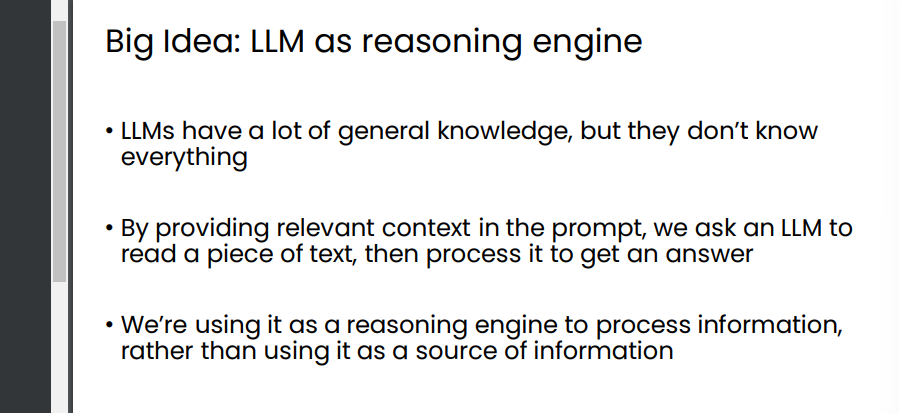 Big Idea: LLM as reasoning engine
• LLMs have a lot of general knowledge, but they don’t know
everything
• By providing relevant context in the prompt, we ask an LLM to
read a piece of text, then process it to get an answer
• We’re using it as a reasoning engine to process information,
rather than using it as a source of information